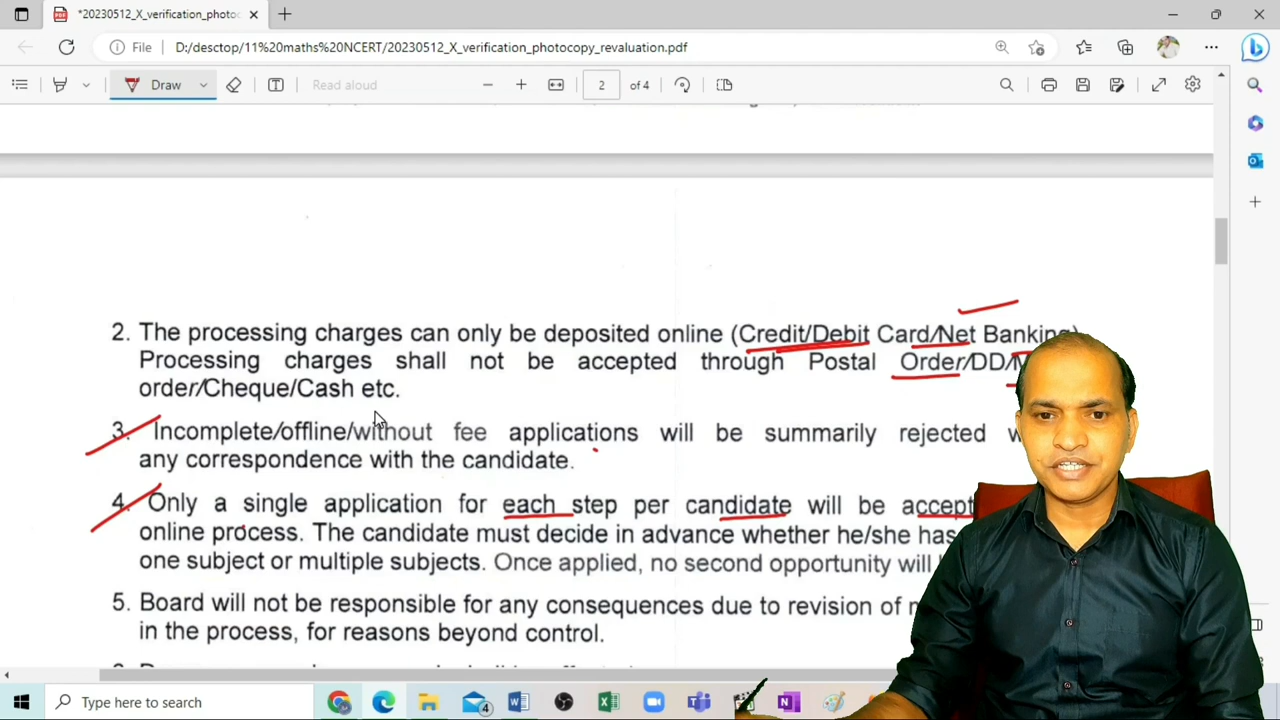 *20230512_X_verification_photoc
File
D:/desctop/11%20maths%20NCERT/20230512_X_verification_photocopy_revaluation.pdf
Draw
Read aloud
2
of 4
2. The processing charges can only be deposited online (Credit/Debit Card/Net Banking).
Processing charges shall not be accepted through Postal Order/DD/
order/Cheque/Cash etc.
3. Incomplete/offline/without fee applications will be summarily rejected
any correspondence with the candidate.
4. Only a single application for each step per candidate will be
online process. The candidate must decide in advance whether he/she has
one subject or multiple subjects. Once applied, no second opportunity will
5. Board will not be responsible for any consequences due to revision of
in the process, for reasons beyond control.
Type here to search
4